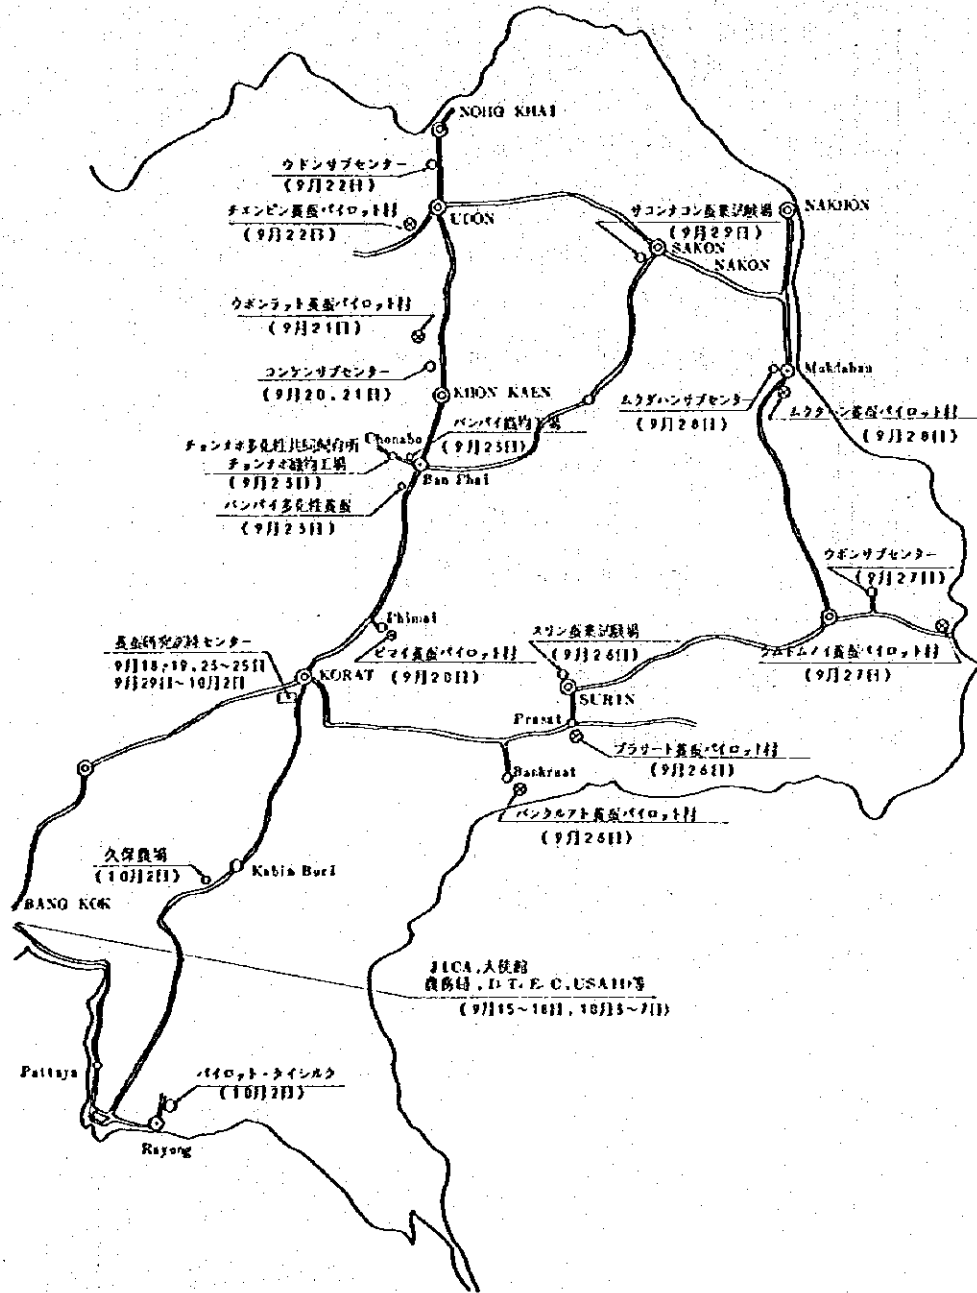 NONG KHAI
ウドンサブセンター
(9月22日)
チェンピン養蚕パイロット村
(9月22日)
UDON
サコンナコン蚕業試験場
(9月29日)
NAKHON
SAKON
NAKON
ウボンラット養蚕パイロット村
(9月21日)
コンケンサブセンター
(9月20.21日)
KHON KAEN
Mukdahan
ムクダハンサブセンター
(9月28日)
ムクダハン養蚕パイロット村
(9月28日)
バンパイ 工場
(9月23日)
Chonabo
チョンナボ多化性共同飼育所
チョンナボ 工場
(9月23日)
Ban Phai
バンパイ多化性養蚕
(9月23日)
ウボンサブセンター
(9月27日)
Phimai
ピマイ養蚕パイロット村
(9月20日)
養蚕研究訓練センター
9月18.19.23~25日
9月29日~10月2日
KORAT
スリン蚕業試験場
(9月26日)
SURIN
ラムドムノイ養蚕パイロット村
(9月27日)
Prasat
プラサート養蚕パイロット村
(9月26日)
Bankruat
バンクルアト養蚕パイロット村
(9月26日)
久保農場
(10月2日)
Kabin Buri
BANG KOK
JICA.大使館
農務局.D.T.E.C.USAID等
(9月15~18日.10月3~7日)
Pattaya
パイロット・タイシルク
(10月2日)
Rayong